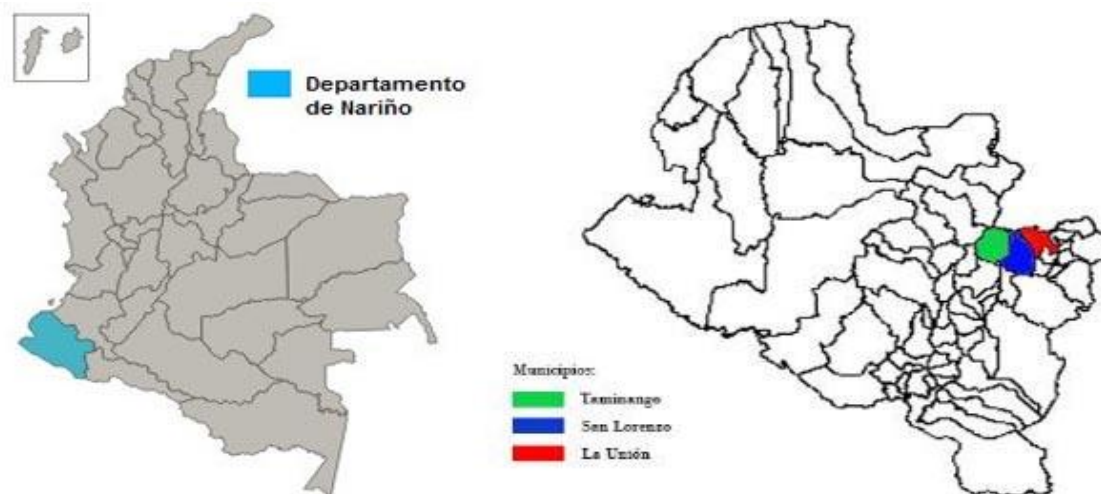 Departamento
de Nariño
Municipios:
Taminango
San Lorenzo
La Unión